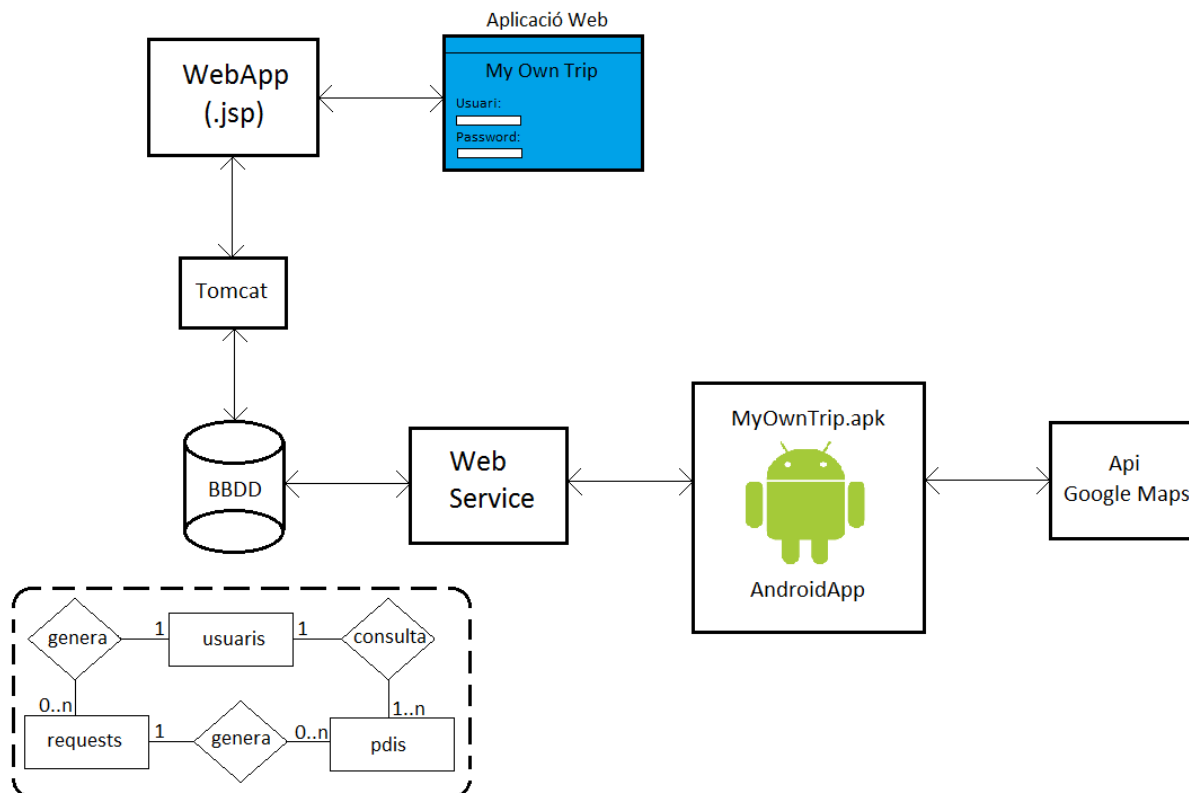 Aplicació Web
WebApp
(.jsp)
My Own Trip
Usuari:
Password:
Tomcat
BBDD
Web
Service
MyOwnTrip.apk
AndroidApp
Api
Google Maps
genera
1
usuaris
1
consulta
0..n
1..n
requests
1
genera
0..n
pdis